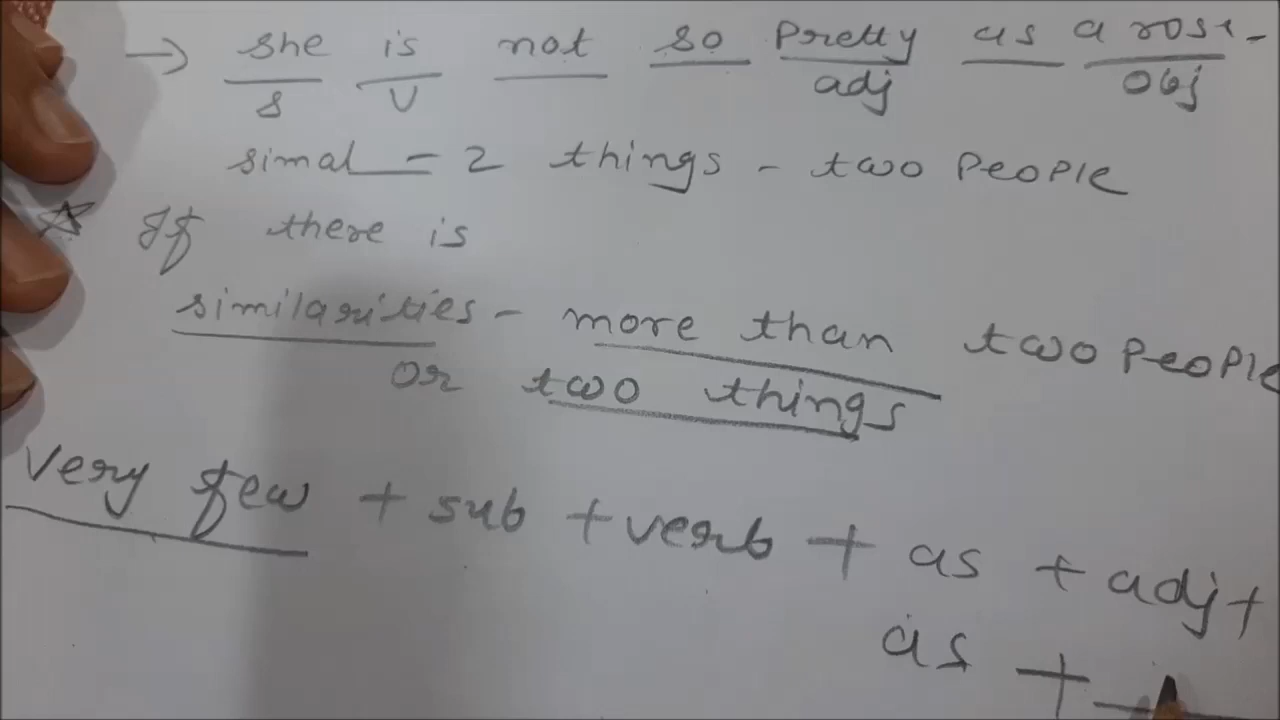 → she is not so pretty as a rose
s v adj obj
simal - 2 things - two people
☆ If there is
similarities - more than two people
or two things
very few + sub + verb + as + adj +
as +